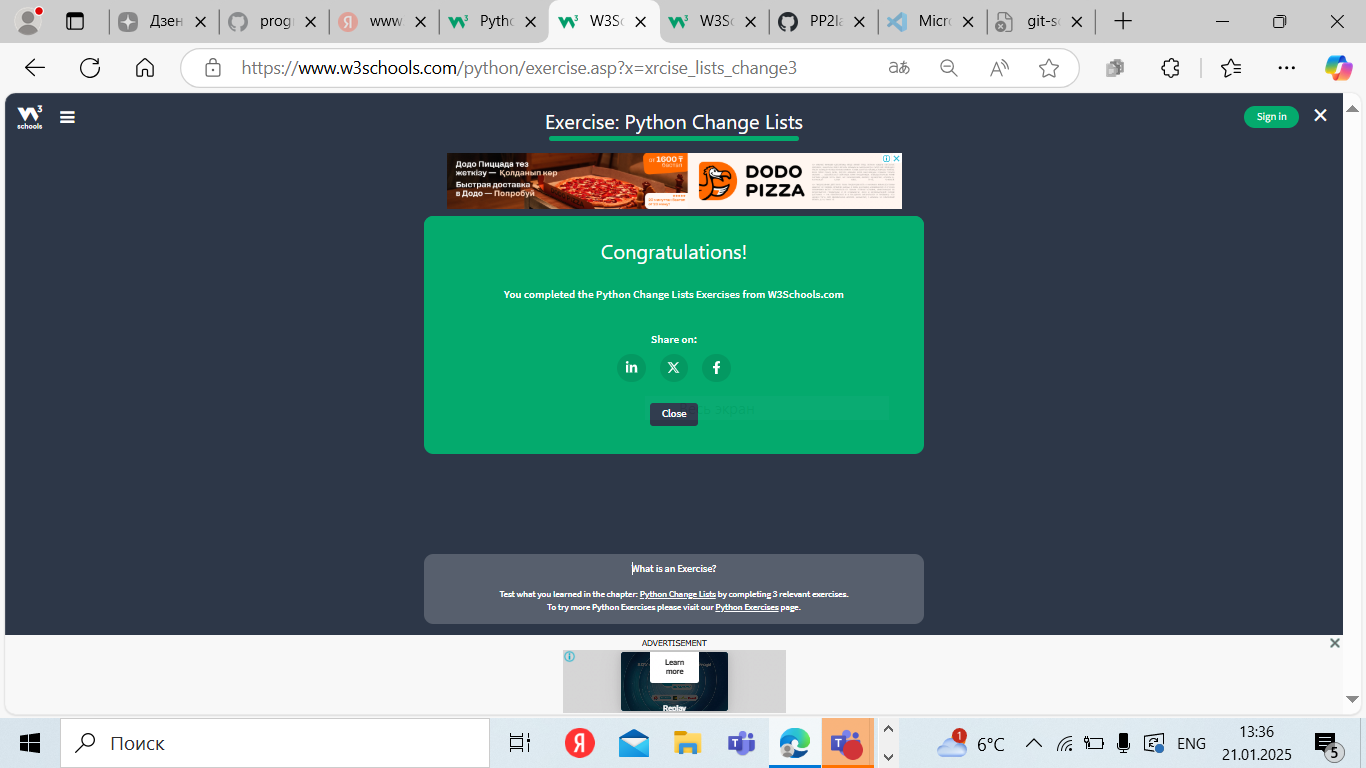 Дзен
progr
www.
Pytho
W3Sc
W3Sc
PP2la
Micro
git-sc
https://www.w3schools.com/python/exercise.asp?x=xrcise_lists_change3
W3
schools
Exercise: Python Change Lists
Sign in
Додо Пиццада тез
жеткізу — Қолданып көр
Быстрая доставка
в Додо — Попробуй
от 1600 ₸
DODO
PIZZA
Congratulations!
You completed the Python Change Lists Exercises from W3Schools.com
Share on:
Close
What is an Exercise?
Test what you learned in the chapter: Python Change Lists by completing 3 relevant exercises.
To try more Python Exercises please visit our Python Exercises page.
ADVERTISEMENT
Learn
more
Replay
Поиск
1
6°C
ENG
13:36
21.01.2025
5